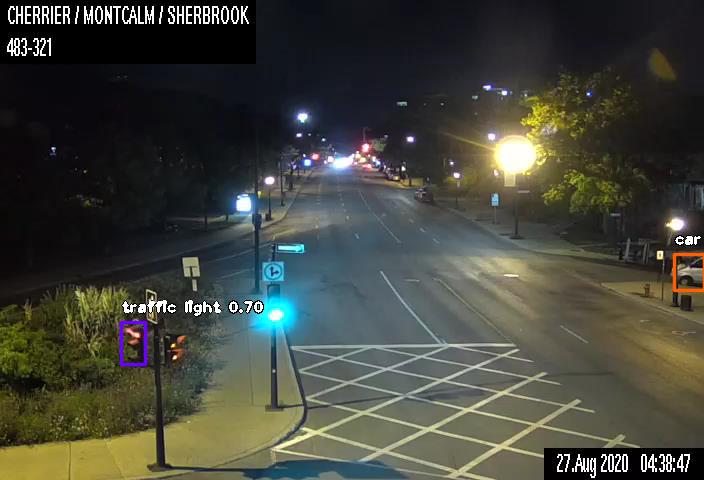 CHERRIER / MONTCALM / SHERBROOK
483-321
car
traffic light 0.70
27.Aug 2020 04:38:47